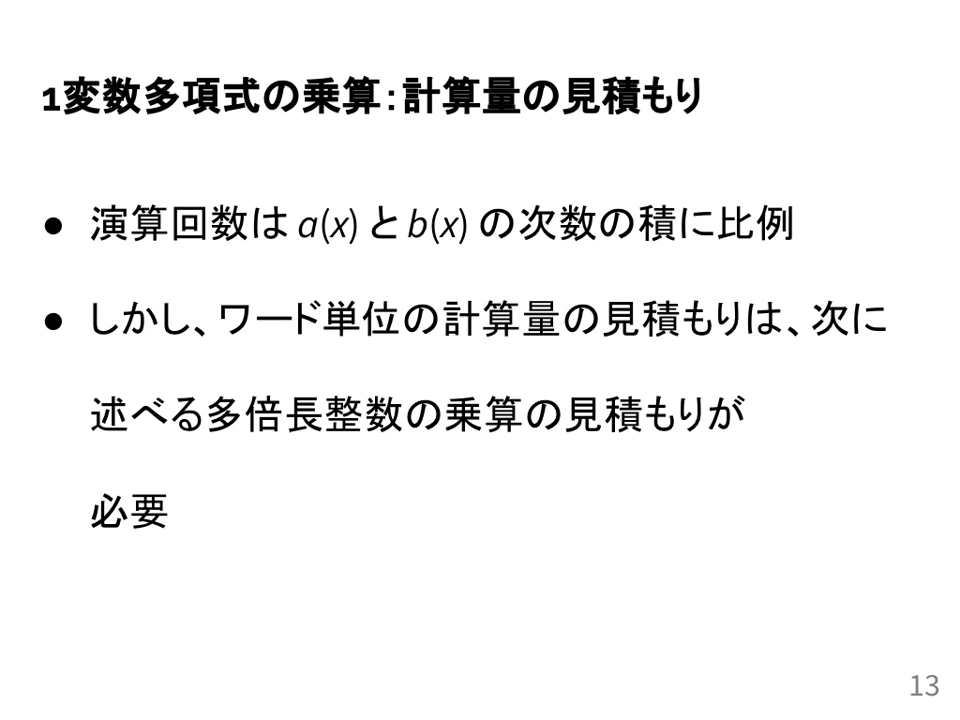 1変数多項式の乗算：計算量の見積もり
● 演算回数は a(x) と b(x) の次数の積に比例
● しかし、ワード単位の計算量の見積もりは、次に
述べる多倍長整数の乗算の見積もりが
必要
13